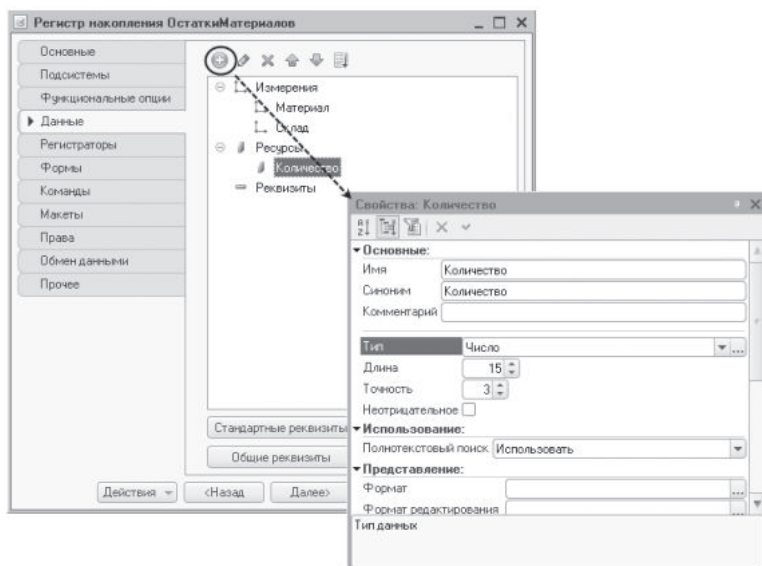 Регистр накопления ОстаткиМатериалов
Основные
Подсистемы
Функциональные опции
Данные
Регистраторы
Формы
Команды
Макеты
Права
Обмен данными
Прочее
Измерения
Материал
Склад
Ресурсы
Количество
Реквизиты
Стандартные реквизиты
Общие реквизиты
Действия
<Назад
Далее>
Свойства: Количество
Основные:
Имя Количество
Синоним Количество
Комментарий
Тип Число ...
Длина 15
Точность 3
Неотрицательное
Использование:
Полнотекстовый поиск Использовать
Представление:
Формат ...
Формат редактирования ...
Тип данных